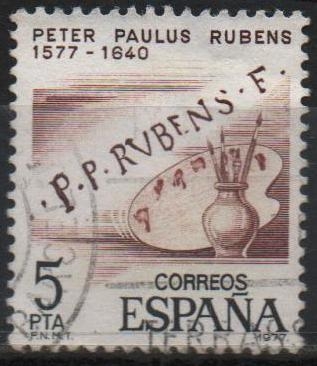 PETER PAULUS RUBENS
1577-1640
·P·P·RVBENS·F·
5
PTA
CORREOS
ESPAÑA
F.N.M.T.
1977